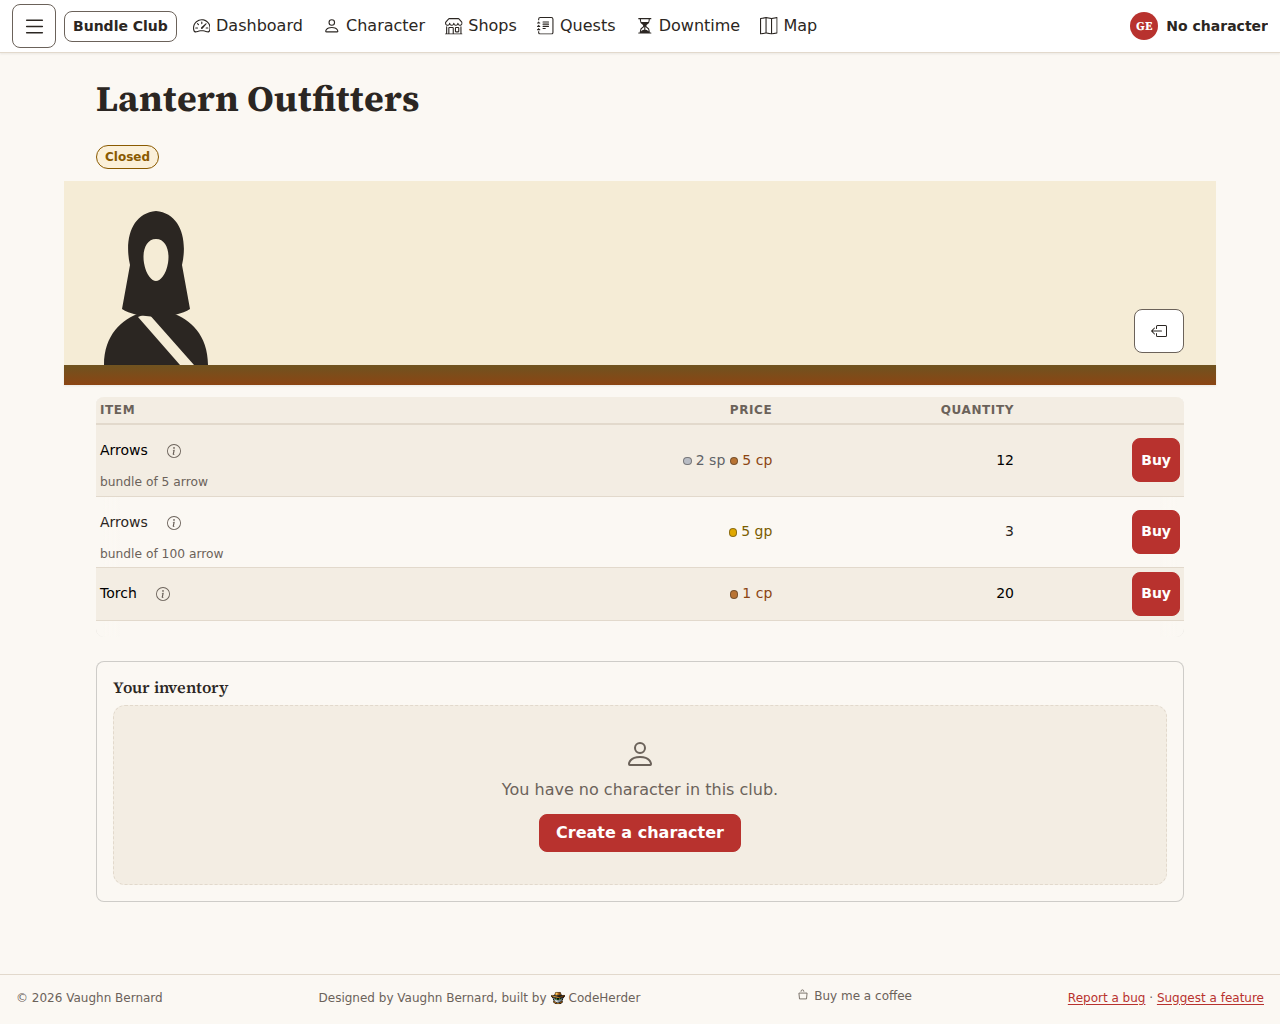 Bundle Club Dashboard Character Shops Quests Downtime Map GE No character
Lantern Outfitters
Closed
ITEM PRICE QUANTITY
Arrows
2 sp 5 cp 12 Buy
bundle of 5 arrow
Arrows
5 gp 3 Buy
bundle of 100 arrow
Torch 1 cp 20 Buy
Your inventory
You have no character in this club.
Create a character
© 2026 Vaughn Bernard Designed by Vaughn Bernard, built by CodeHerder Buy me a coffee Report a bug · Suggest a feature